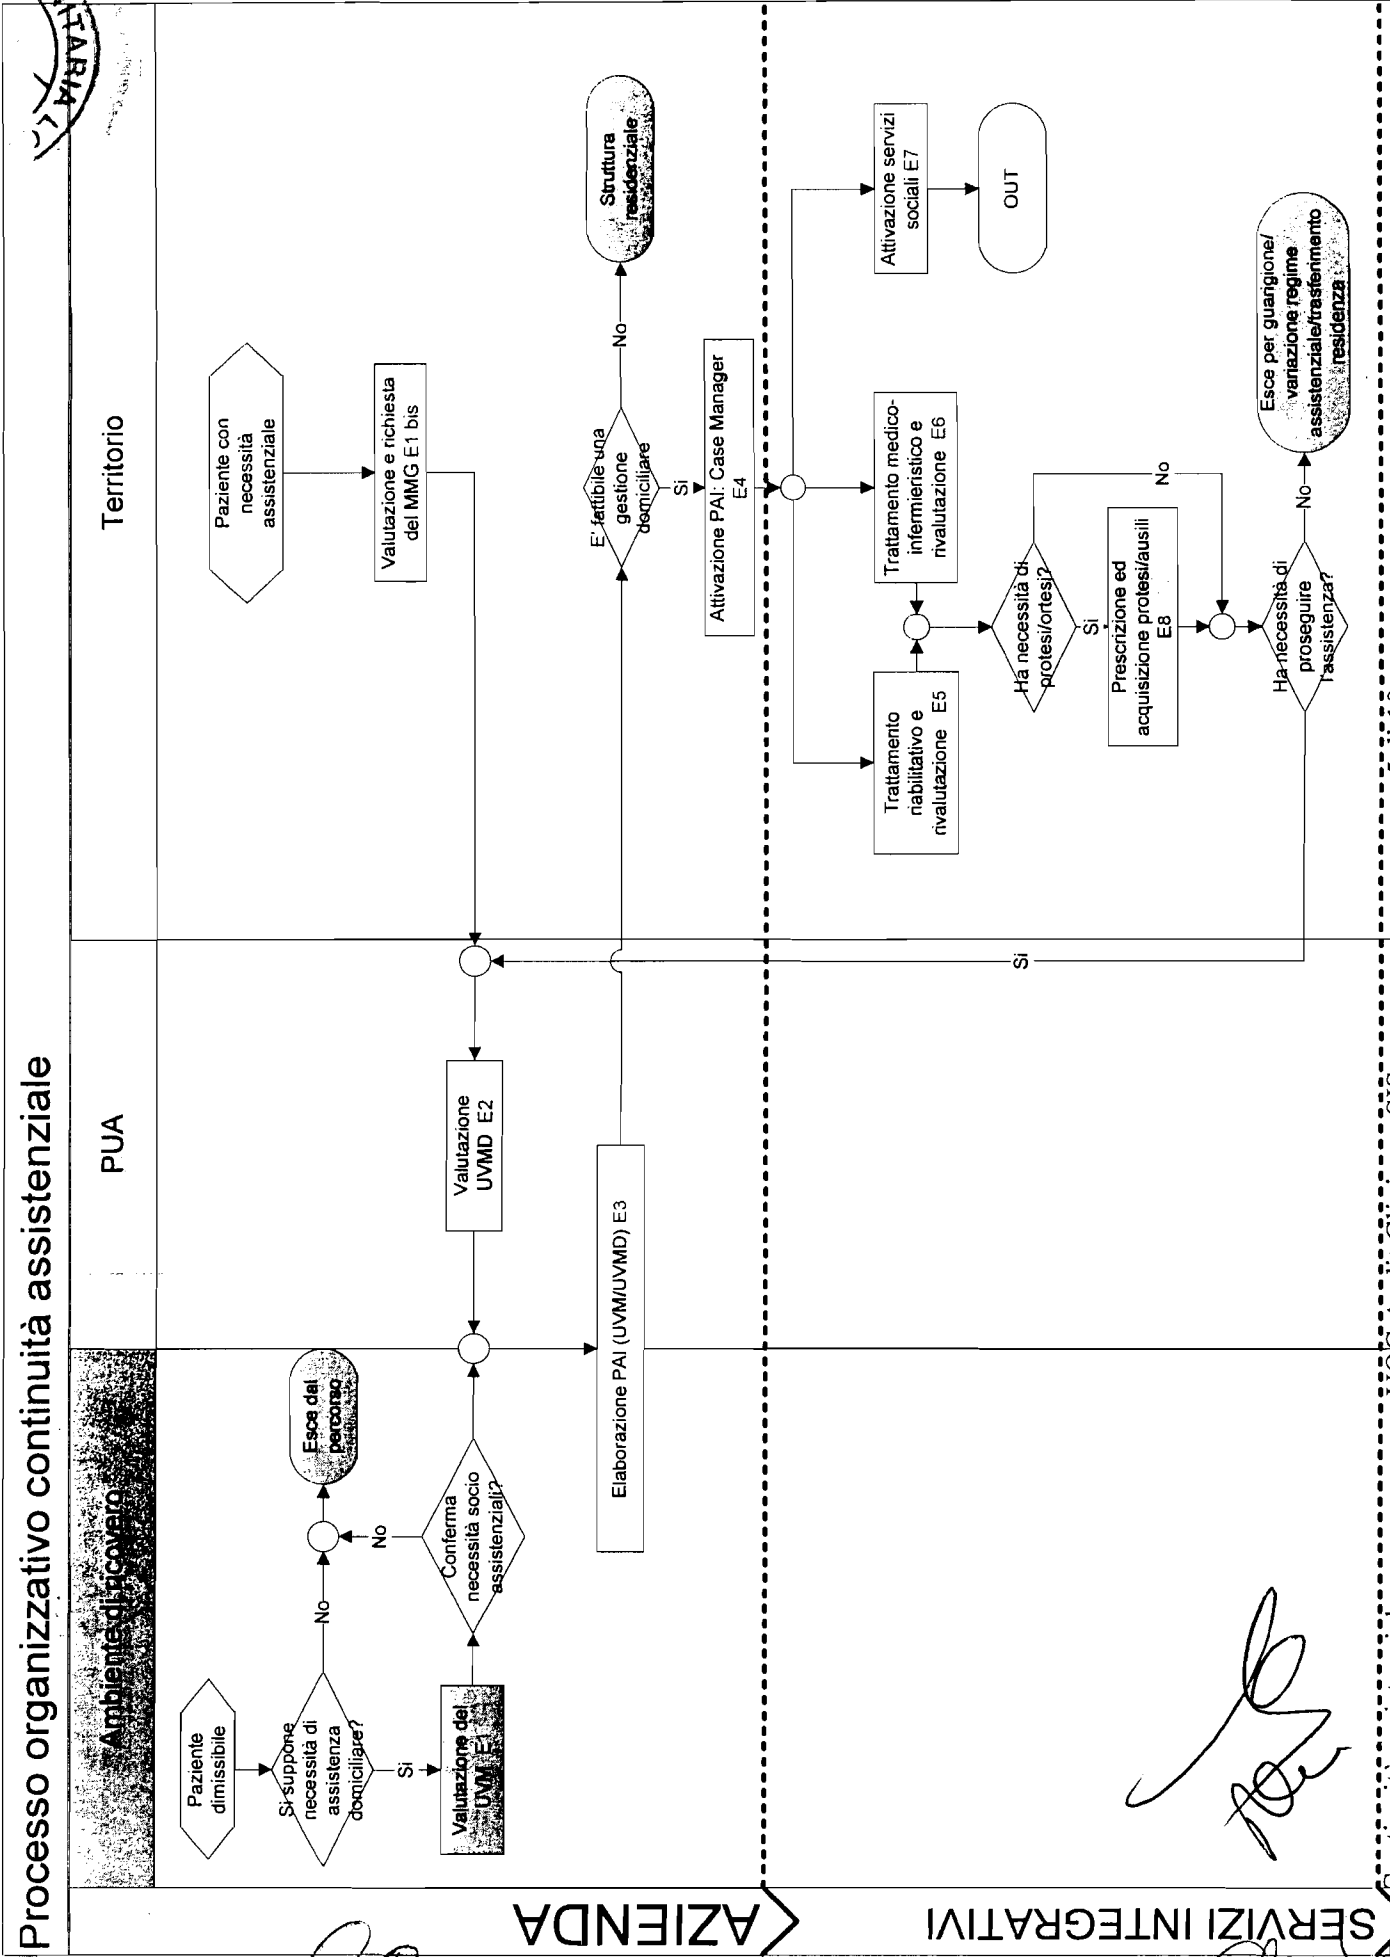 Processo organizzativo continuità assistenziale
Ambiente di ricovero
PUA
Territorio
Paziente
dimissibile
Si suppone
necessità di
assistenza
domiciliare?
No
Si
Valutazione del
UVM E1
Conferma
necessità socio
assistenziali?
No
Esce dal
percorso
Valutazione
UVMD E2
Elaborazione PAI (UVM/UVMD) E3
Paziente con
necessità
assistenziale
Valutazione e richiesta
del MMG E1 bis
E' fattibile una
gestione
domiciliare
No
Struttura
residenziale
Si
Attivazione PAI: Case Manager
E4
Trattamento
riabilitativo e
rivalutazione E5
Trattamento medico-
infermieristico e
rivalutazione E6
Attivazione servizi
sociali E7
OUT
Ha necessità di
protesi/ortesi?
Si
No
Prescrizione ed
acquisizione protesi/ausili
E8
Ha necessità di
proseguire
l'assistenza?
Si
No
Esce per guarigione/
variazione regime
assistenziale/trasferimento
residenza
AZIENDA
SERVIZI INTEGRATIVI
ITARIA